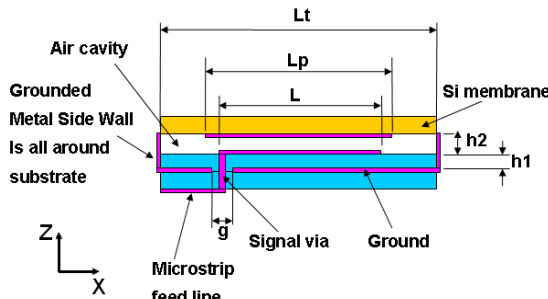 Lt
Air cavity
Lp
Grounded
Metal Side Wall
Is all around
substrate
L
Si membrane
h2
h1
g
Signal via
Ground
Z
X
Microstrip
feed line